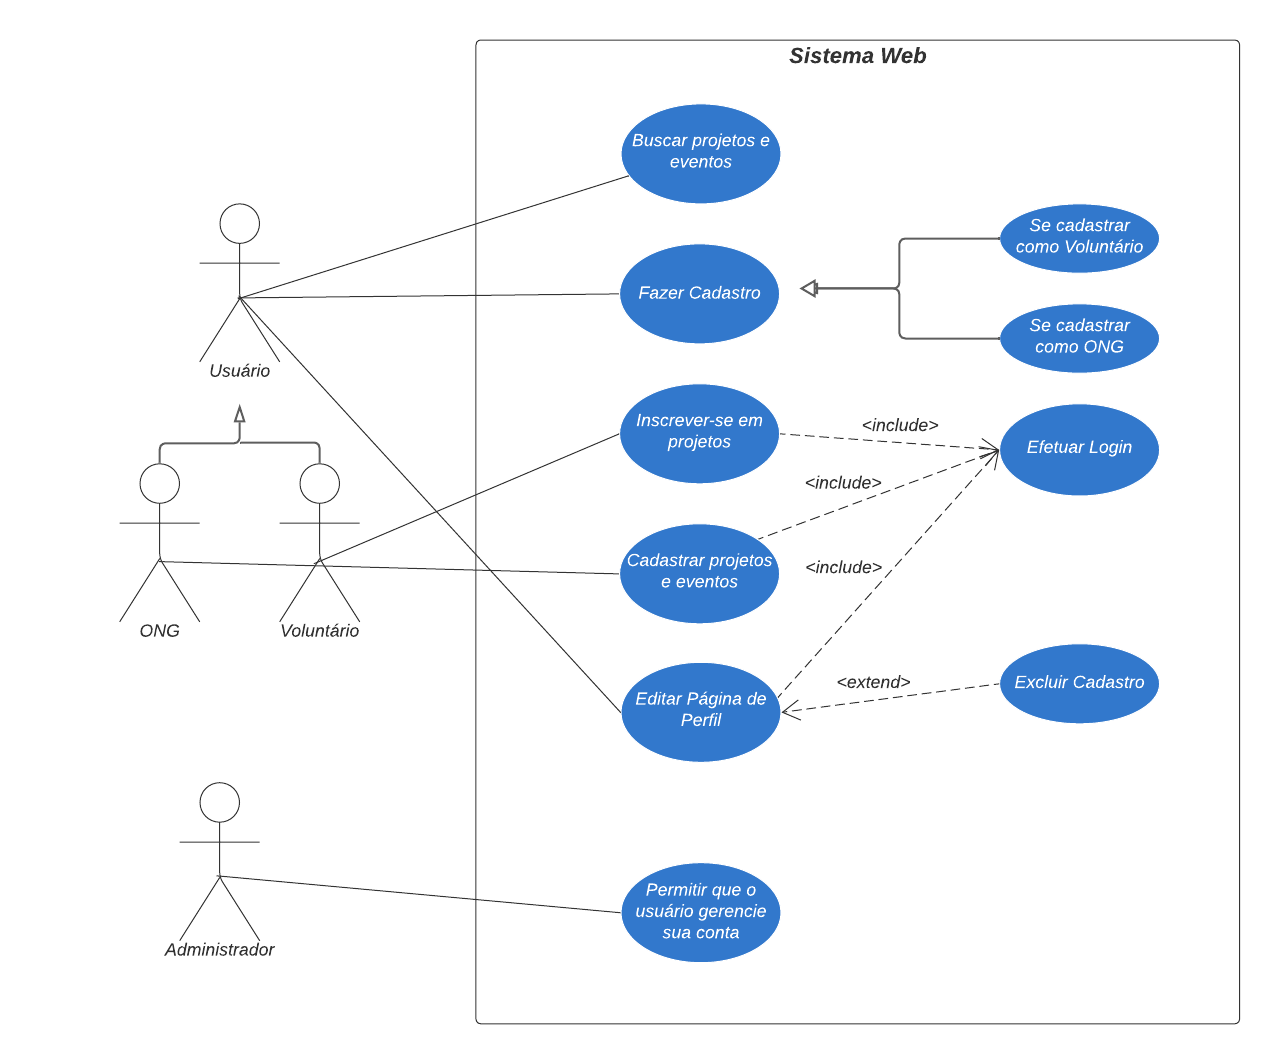 Sistema Web
Buscar projetos e
eventos
Se cadastrar
como Voluntário
Fazer Cadastro
Se cadastrar
como ONG
Usuário
Inscrever-se em
projetos
<include>
Efetuar Login
<include>
Cadastrar projetos
e eventos
<include>
ONG
Voluntário
Editar Página de
Perfil
<extend>
Excluir Cadastro
Permitir que o
usuário gerencie
sua conta
Administrador